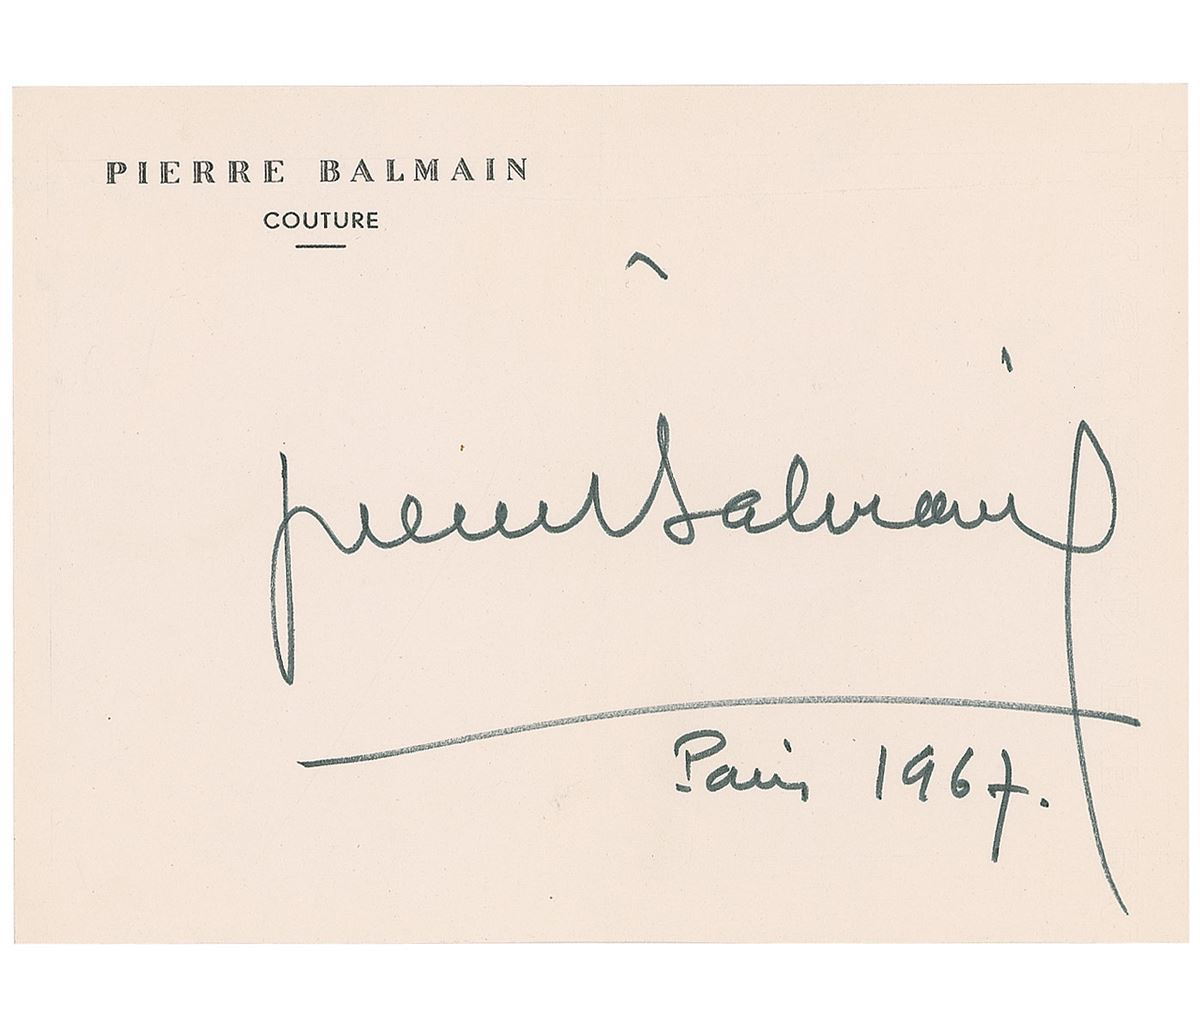 PIERRE BALMAIN
COUTURE
Pierre Balmain
Paris 1967.